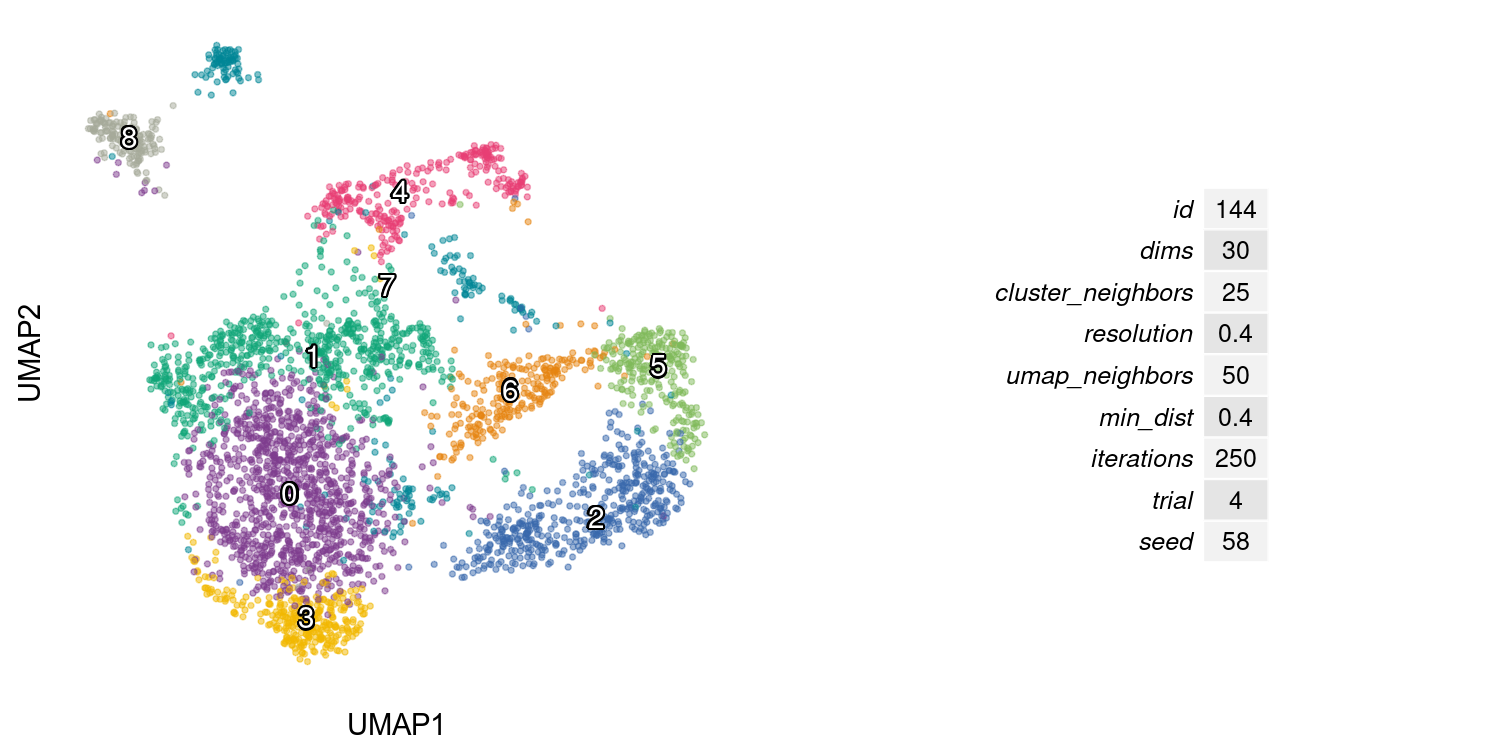 8
4
7
1
5
6
0
2
3
UMAP1
UMAP2
id 144
dims 30
cluster_neighbors 25
resolution 0.4
umap_neighbors 50
min_dist 0.4
iterations 250
trial 4
seed 58